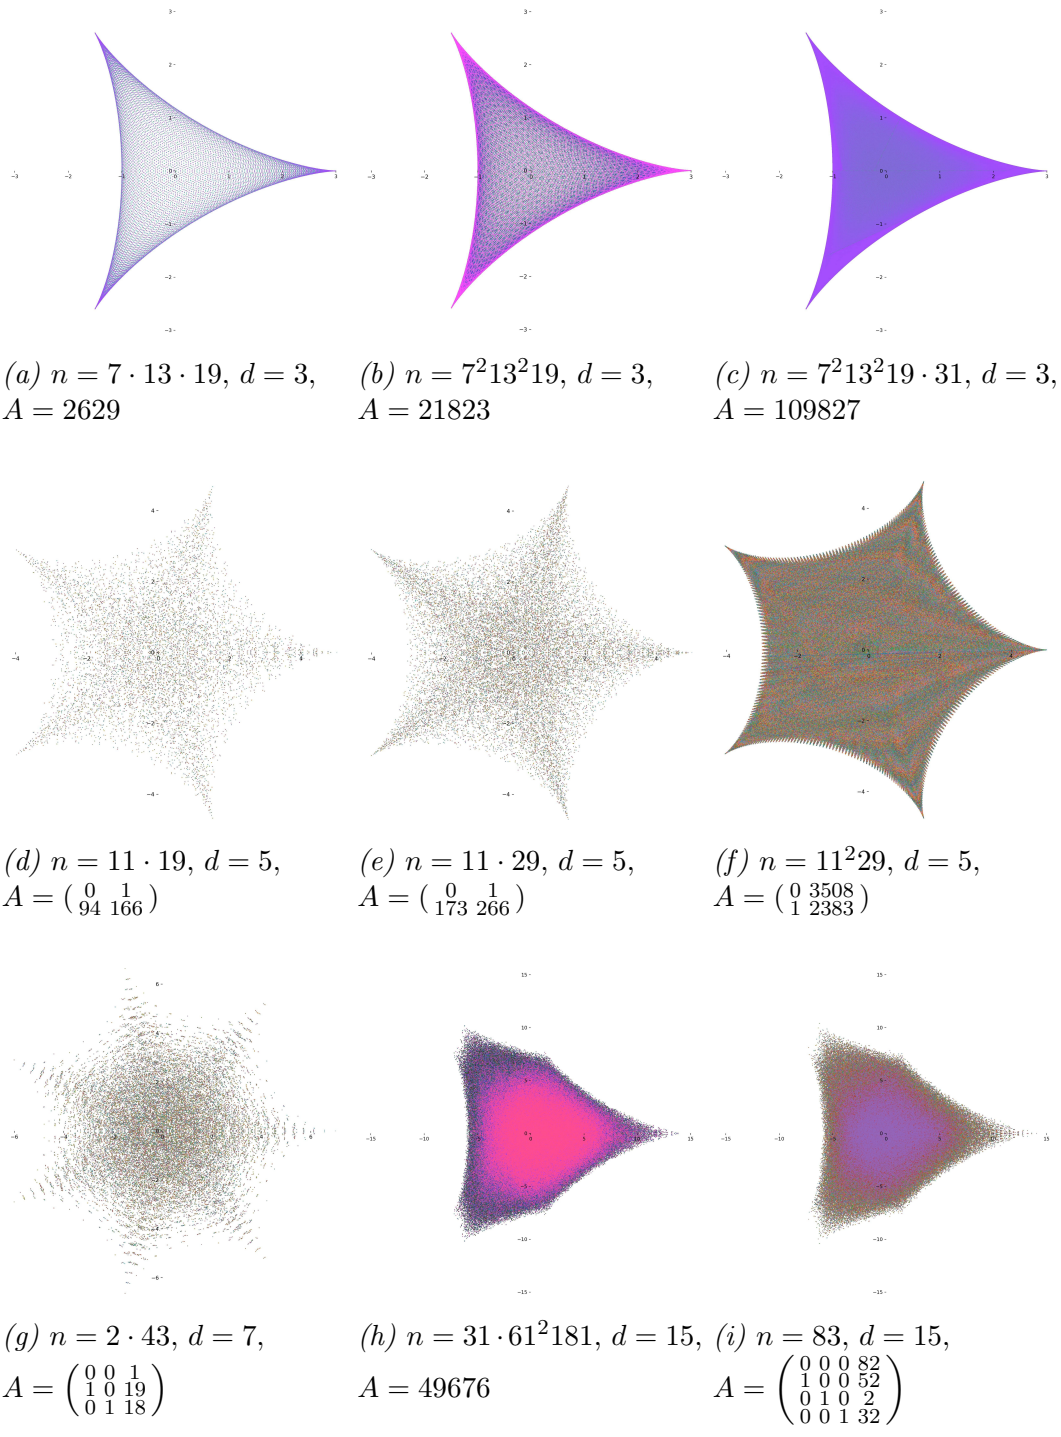 (a) n = 7 · 13 · 19, d = 3,
A = 2629
(b) n = 7²13²19, d = 3,
A = 21823
(c) n = 7²13²19 · 31, d = 3,
A = 109827
(d) n = 11 · 19, d = 5,
A = ( 0 1
94 166 )
(e) n = 11 · 29, d = 5,
A = ( 0 1
173 266 )
(f) n = 11²29, d = 5,
A = ( 0 3508
1 2383 )
(g) n = 2 · 43, d = 7,
A = ( 0 0 1
1 0 19
0 1 18 )
(h) n = 31 · 61²181, d = 15,
A = 49676
(i) n = 83, d = 15,
A = ( 0 0 0 82
1 0 0 52
0 1 0 2
0 0 1 32 )